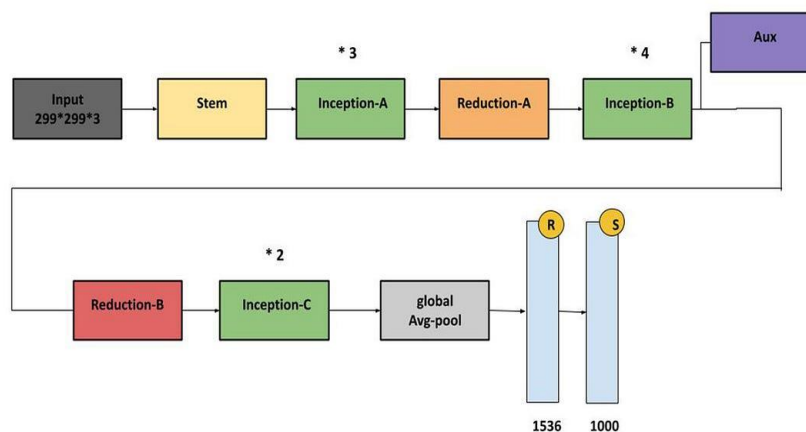 * 3
* 4
Aux
Input
299*299*3
Stem
Inception-A
Reduction-A
Inception-B
R
S
* 2
Reduction-B
Inception-C
global
Avg-pool
1536
1000